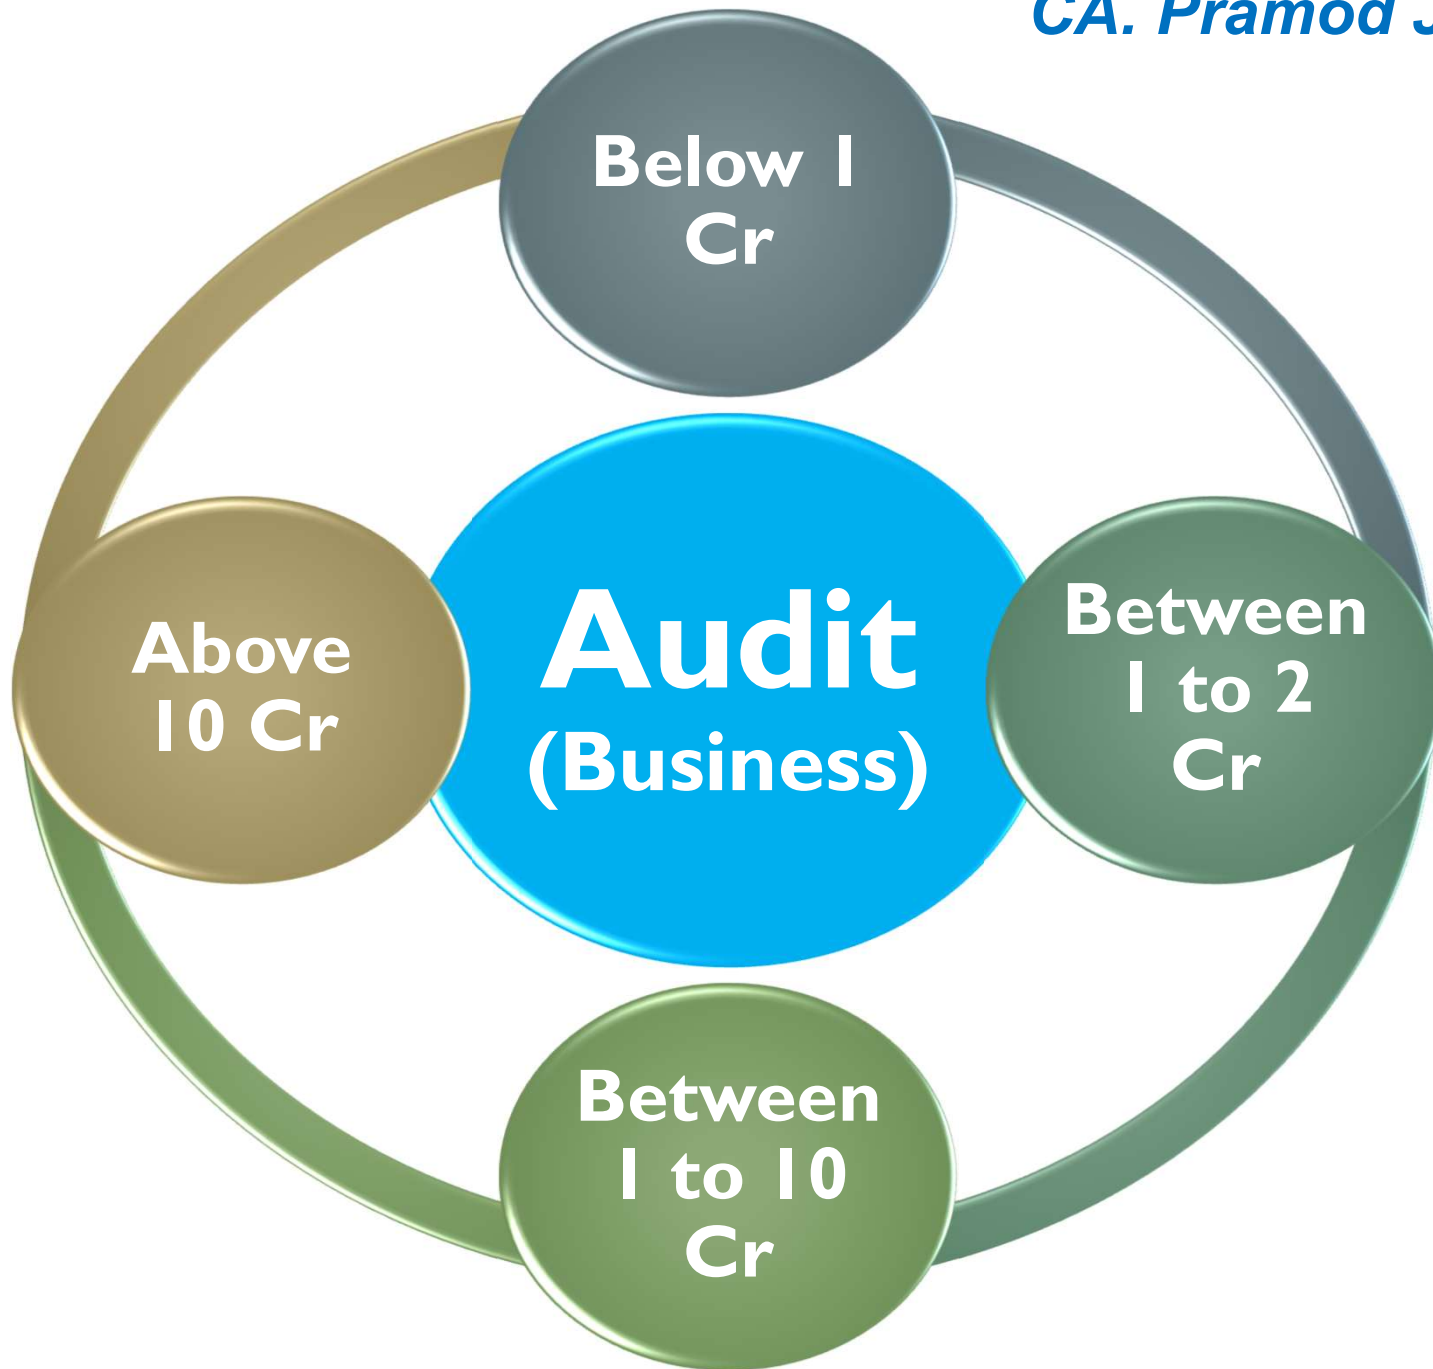 CA. Pramod J
Below 1
Cr
Between
1 to 2
Cr
Between
1 to 10
Cr
Above
10 Cr
Audit
(Business)